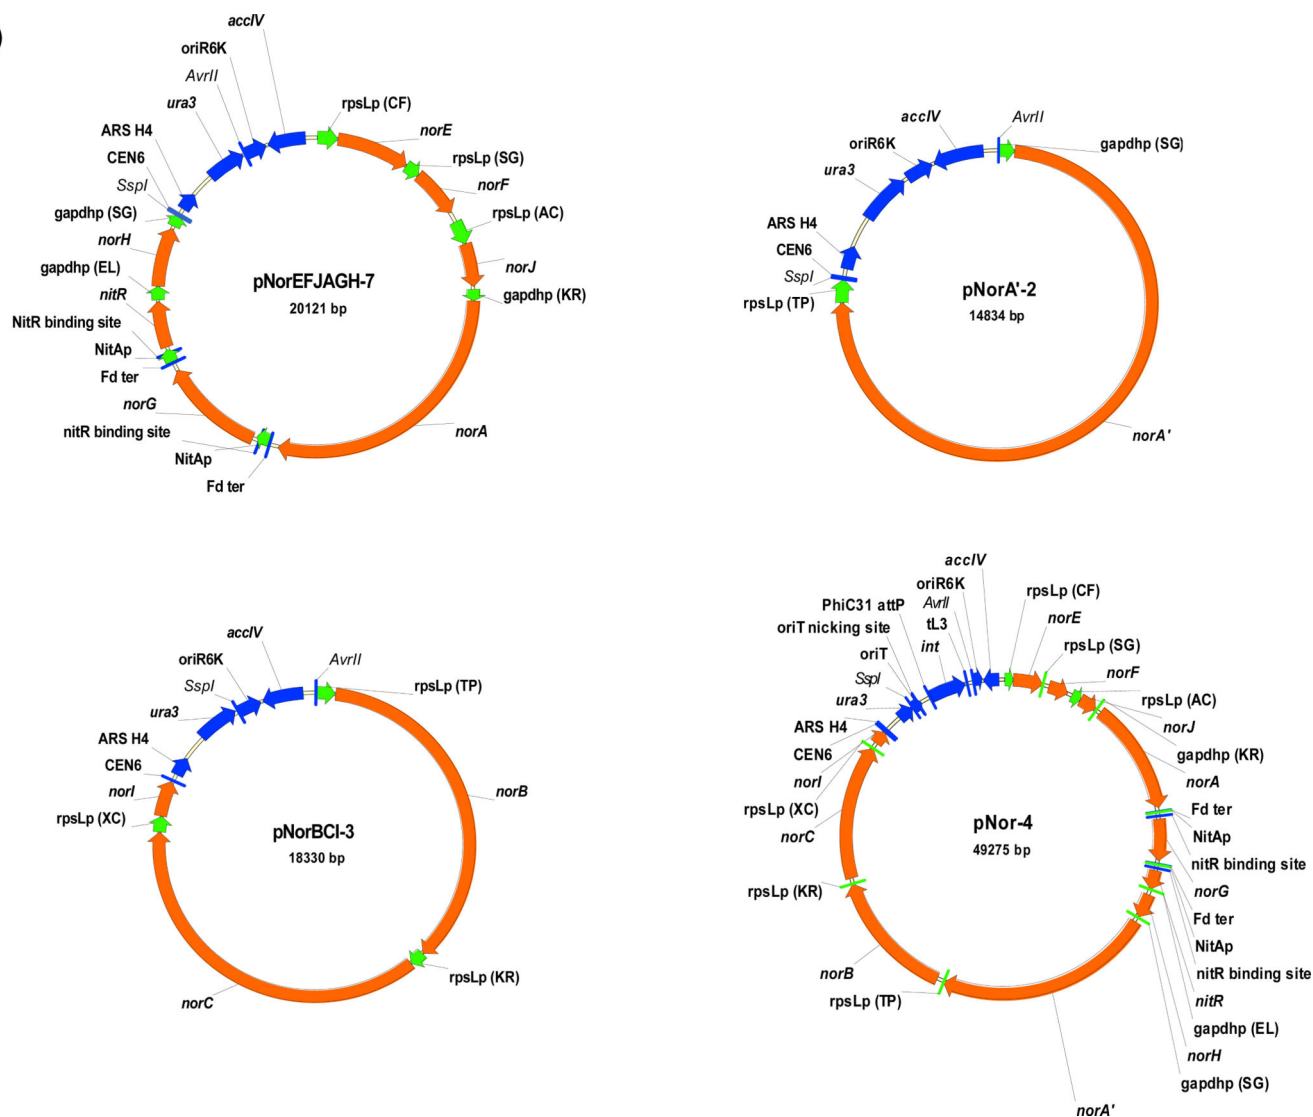 )
accIV
oriR6K
AvrII
ura3
ARS H4
CEN6
SspI
gapdhp (SG)
norH
gapdhp (EL)
nitR
NitR binding site
NitAp
Fd ter
norG
nitR binding site
NitAp
Fd ter
rpsLp (CF)
norE
rpsLp (SG)
norF
rpsLp (AC)
norJ
gapdhp (KR)
norA
pNorEFJAGH-7
20121 bp
accIV
AvrII
oriR6K
gapdhp (SG)
ura3
ARS H4
CEN6
SspI
rpsLp (TP)
pNorA'-2
14834 bp
norA'
accIV
oriR6K
AvrII
SspI
rpsLp (TP)
ura3
ARS H4
CEN6
norI
rpsLp (XC)
norB
pNorBCI-3
18330 bp
rpsLp (KR)
norC
accIV
oriR6K
AvrII
PhiC31 attP
tL3
oriT nicking site
int
oriT
SspI
ura3
ARS H4
CEN6
norI
rpsLp (XC)
norC
rpsLp (KR)
norB
rpsLp (TP)
rpsLp (CF)
norE
rpsLp (SG)
norF
rpsLp (AC)
norJ
gapdhp (KR)
norA
Fd ter
NitAp
nitR binding site
norG
Fd ter
NitAp
nitR binding site
nitR
gapdhp (EL)
norH
gapdhp (SG)
norA'
pNor-4
49275 bp